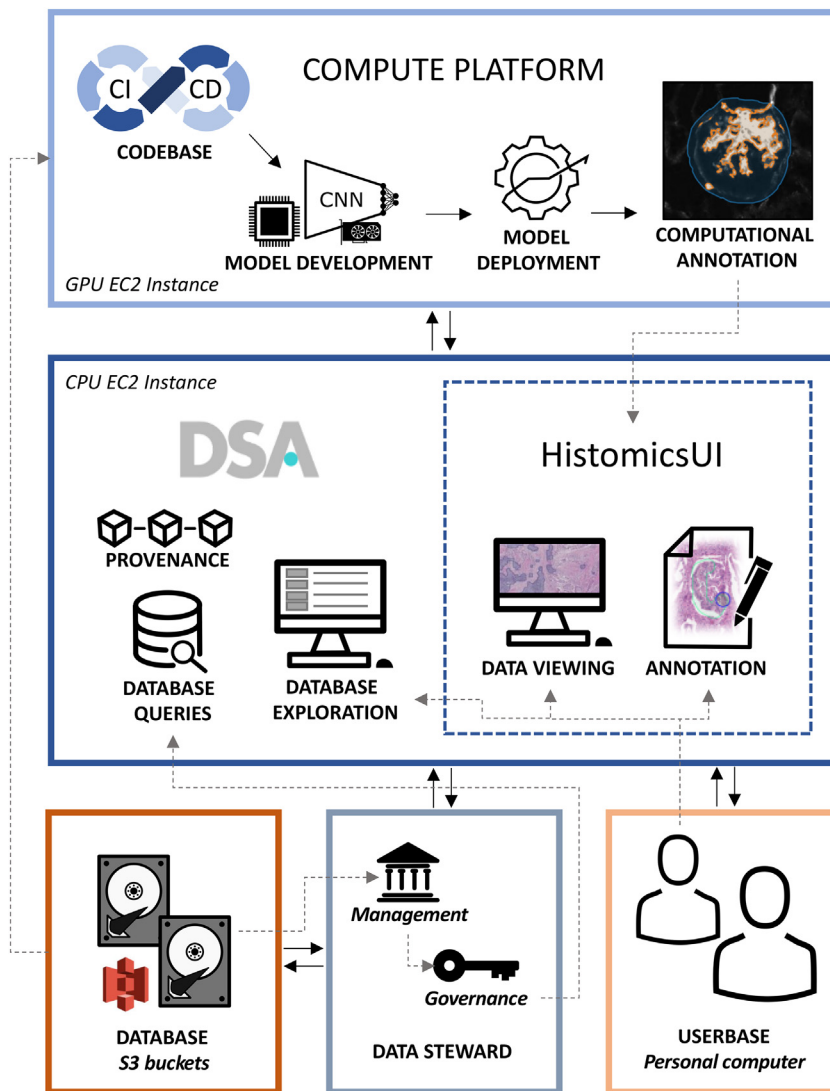 COMPUTE PLATFORM
CI
CD
CODEBASE
CNN
MODEL DEVELOPMENT
MODEL
DEPLOYMENT
COMPUTATIONAL
ANNOTATION
GPU EC2 Instance
CPU EC2 Instance
DSA
HistomicsUI
PROVENANCE
DATABASE
QUERIES
DATABASE
EXPLORATION
DATA VIEWING
ANNOTATION
Management
Governance
DATABASE
S3 buckets
DATA STEWARD
USERBASE
Personal computer